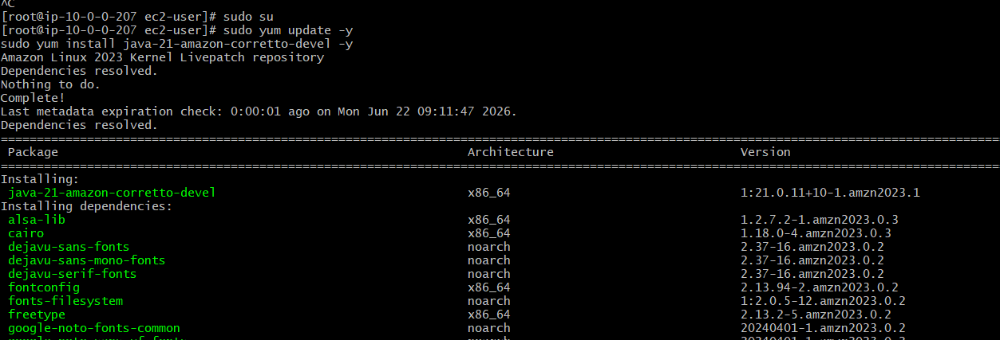 ^C
[root@ip-10-0-0-207 ec2-user]# sudo su
[root@ip-10-0-0-207 ec2-user]# sudo yum update -y
sudo yum install java-21-amazon-corretto-devel -y
Amazon Linux 2023 Kernel Livepatch repository
Dependencies resolved.
Nothing to do.
Complete!
Last metadata expiration check: 0:00:01 ago on Mon Jun 22 09:11:47 2026.
Dependencies resolved.
Package Architecture Version
Installing:
java-21-amazon-corretto-devel x86_64 1:21.0.11+10-1.amzn2023.1
Installing dependencies:
alsa-lib x86_64 1.2.7.2-1.amzn2023.0.3
cairo x86_64 1.18.0-4.amzn2023.0.3
dejavu-sans-fonts noarch 2.37-16.amzn2023.0.2
dejavu-sans-mono-fonts noarch 2.37-16.amzn2023.0.2
dejavu-serif-fonts noarch 2.37-16.amzn2023.0.2
fontconfig x86_64 2.13.94-2.amzn2023.0.2
fonts-filesystem noarch 1:2.0.5-12.amzn2023.0.2
freetype x86_64 2.13.2-5.amzn2023.0.2
google-noto-fonts-common noarch 20240401-1.amzn2023.0.2